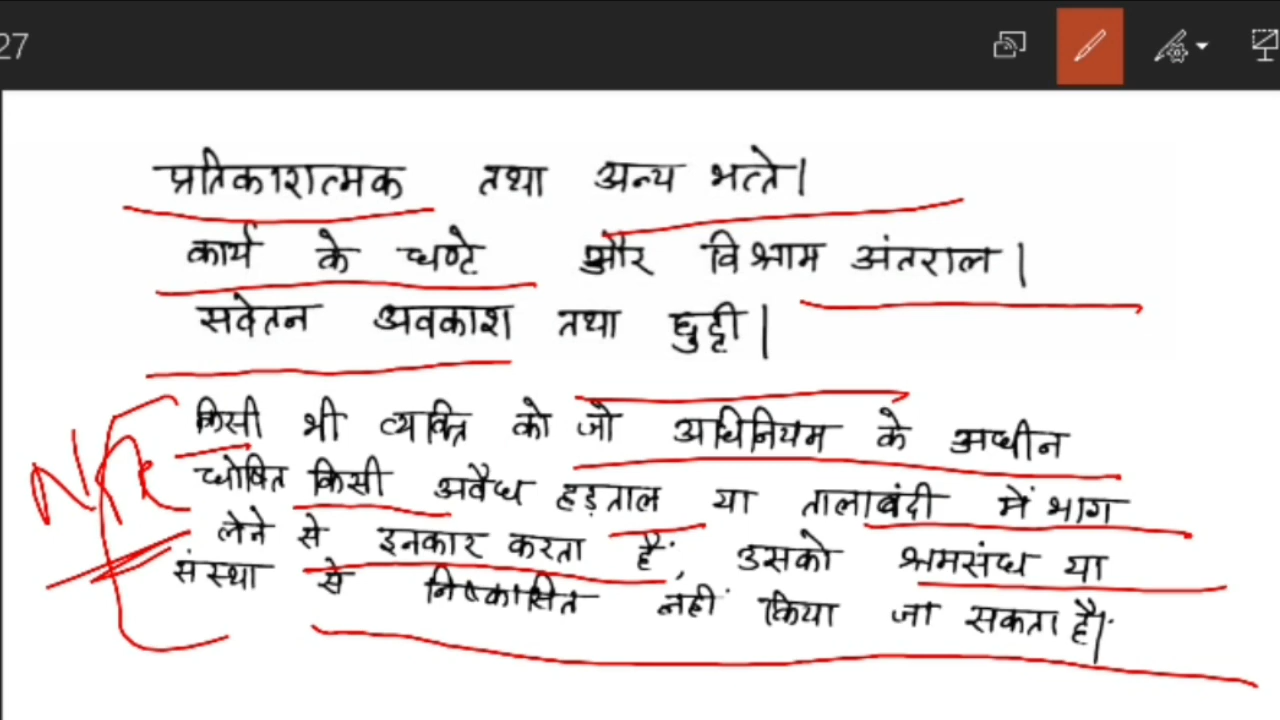 27
प्रतिकारात्मक तथा अन्य भत्ते।
कार्य के घण्टे और विश्राम अंतराल।
सवेतन अवकाश तथा छुट्टी।
किसी भी व्यक्ति को जो अधिनियम के अधीन
घोषित किसी अवैध हड़ताल या तालाबंदी में भाग
लेने से इनकार करता हैं, उसको श्रमसंघ या
संस्था से निष्कासित नहीं किया जा सकता है।